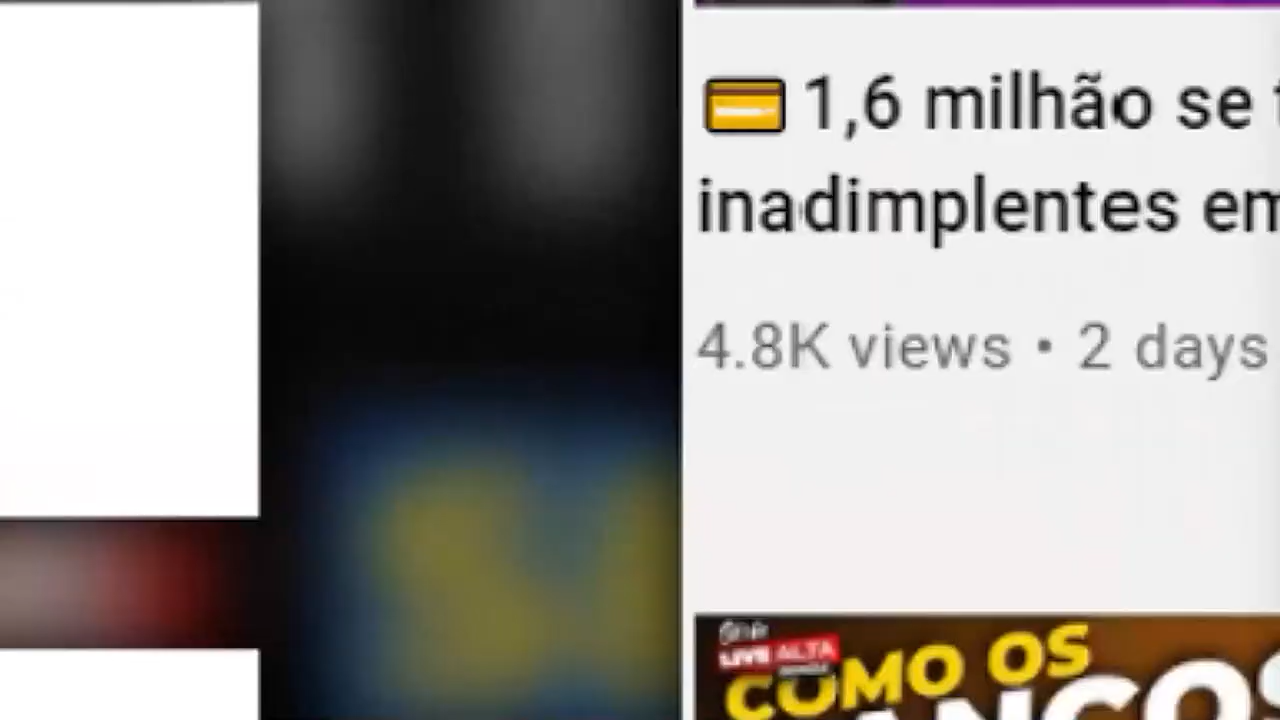 1,6 milhão se
inadimplentes em
4.8K views • 2 days
LIVE ALTA
COMO OS